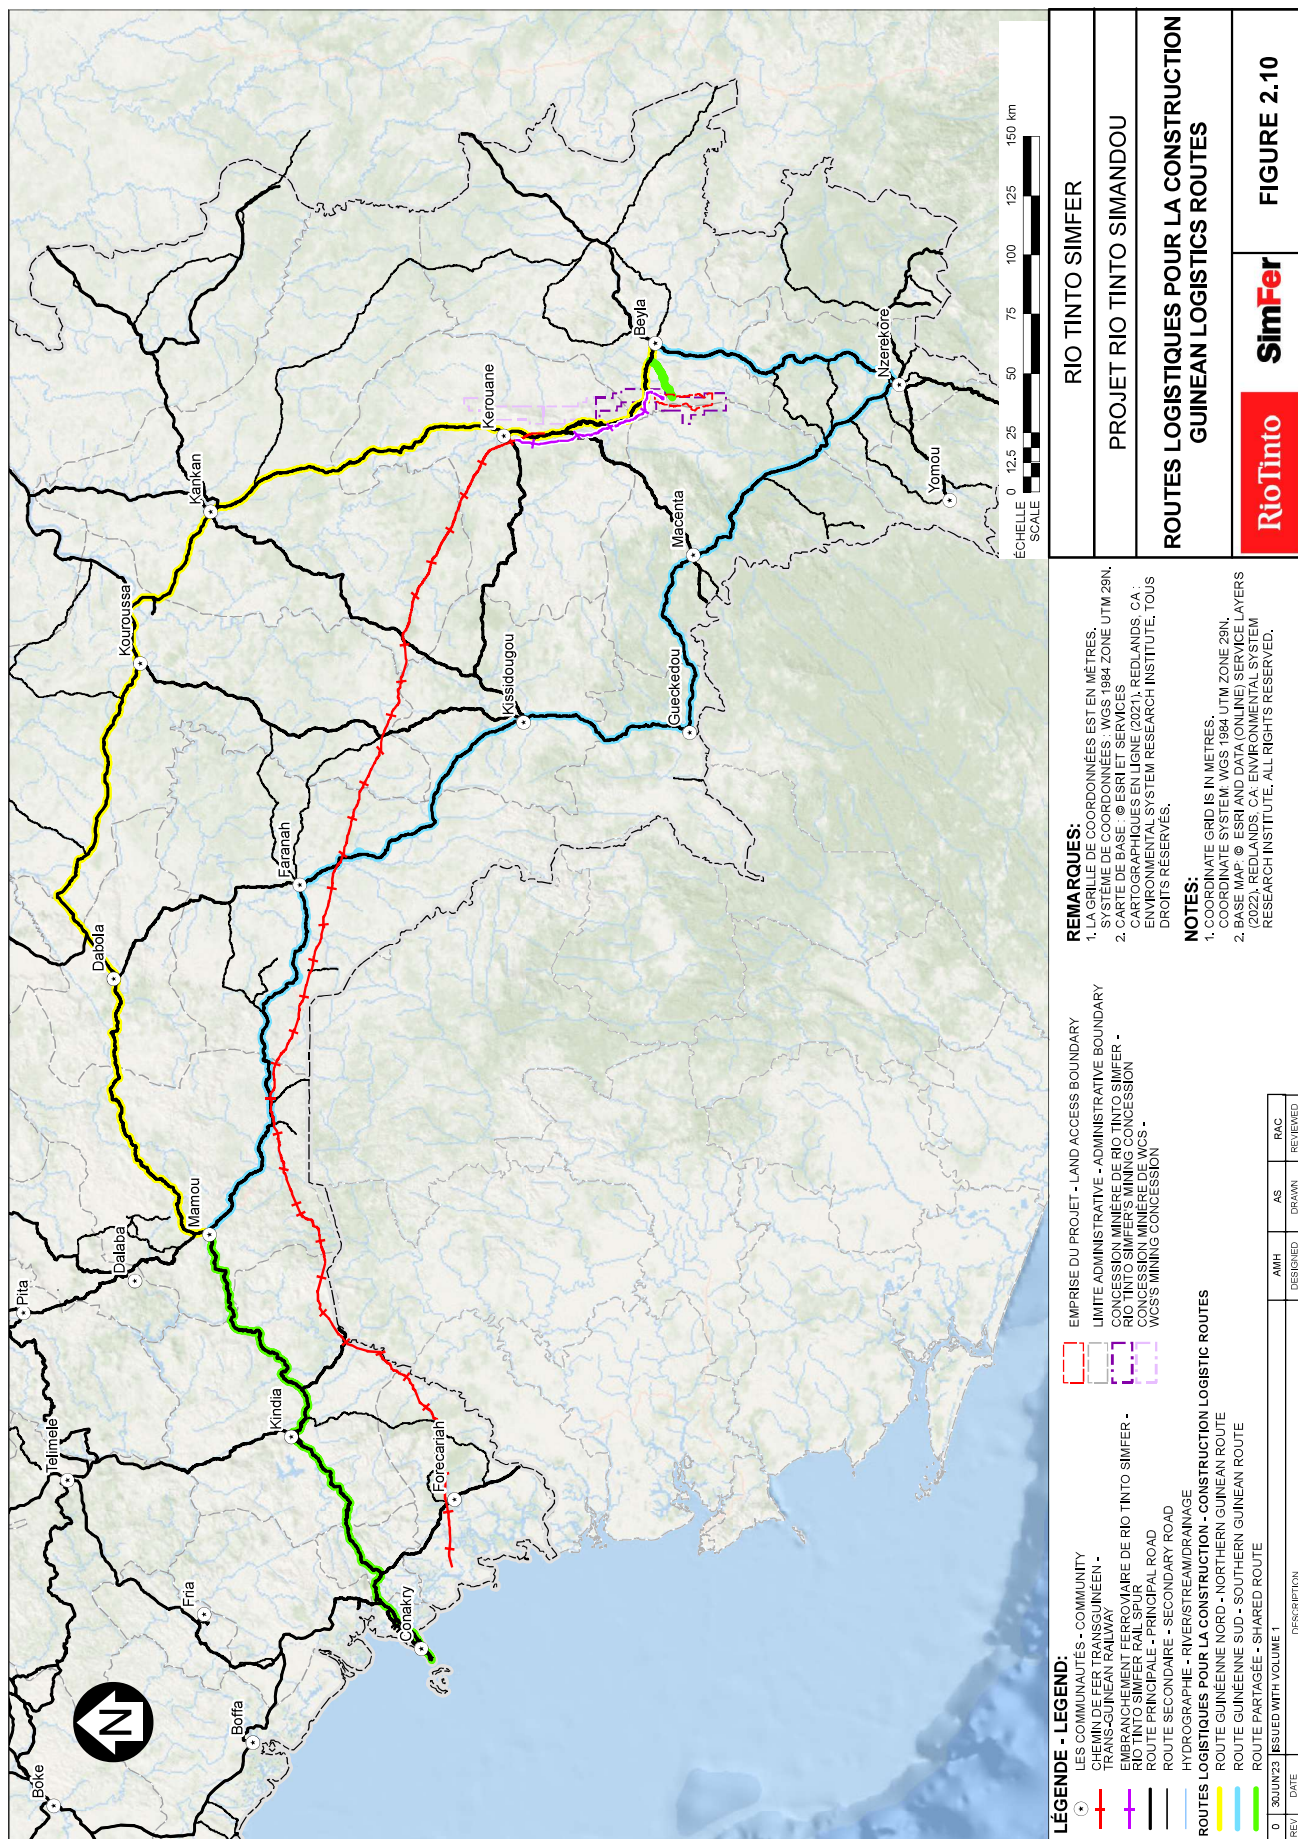 Boke
Boffa
Fria
Telimele
Pita
Dalaba
Conakry
Forecariah
Kindia
Mamou
Dabola
Faranah
Kouroussa
Kankan
Kissidougou
Gueckedou
Kerouane
Macenta
Beyla
Nzerekore
Yomou
N
ÉCHELLE
SCALE
0 12.5 25 50 75 100 125 150 km
LÉGENDE - LEGEND:
LES COMMUNAUTÉS - COMMUNITY
CHEMIN DE FER TRANSGUINÉEN -
TRANS-GUINEAN RAILWAY
EMBRANCHEMENT FERROVIAIRE DE RIO TINTO SIMFER -
RIO TINTO SIMFER RAIL SPUR
ROUTE PRINCIPALE - PRINCIPAL ROAD
ROUTE SECONDAIRE - SECONDARY ROAD
HYDROGRAPHIE - RIVER/STREAM/DRAINAGE
ROUTES LOGISTIQUES POUR LA CONSTRUCTION - CONSTRUCTION LOGISTIC ROUTES
ROUTE GUINÉENNE NORD - NORTHERN GUINEAN ROUTE
ROUTE GUINÉENNE SUD - SOUTHERN GUINEAN ROUTE
ROUTE PARTAGÉE - SHARED ROUTE
EMPRISE DU PROJET - LAND ACCESS BOUNDARY
LIMITE ADMINISTRATIVE - ADMINISTRATIVE BOUNDARY
CONCESSION MINIÈRE DE RIO TINTO SIMFER -
RIO TINTO SIMFER'S MINING CONCESSION
CONCESSION MINIÈRE DE WCS -
WCS'S MINING CONCESSION
REMARQUES:
1. LA GRILLE DE COORDONNÉES EST EN MÈTRES.
SYSTÈME DE COORDONNÉES : WGS 1984 ZONE UTM 29N.
2. CARTE DE BASE : © ESRI ET SERVICES
CARTOGRAPHIQUES EN LIGNE (2021). REDLANDS, CA :
ENVIRONMENTAL SYSTEM RESEARCH INSTITUTE. TOUS
DROITS RÉSERVÉS.
NOTES:
1. COORDINATE GRID IS IN METRES.
COORDINATE SYSTEM: WGS 1984 UTM ZONE 29N.
2. BASE MAP: © ESRI AND DATA (ONLINE) SERVICE LAYERS
(2022). REDLANDS, CA: ENVIRONMENTAL SYSTEM
RESEARCH INSTITUTE. ALL RIGHTS RESERVED.
RIO TINTO SIMFER
PROJET RIO TINTO SIMANDOU
ROUTES LOGISTIQUES POUR LA CONSTRUCTION
GUINEAN LOGISTICS ROUTES
RioTinto
SimFer
FIGURE 2.10
0 30JUN'23 ISSUED WITH VOLUME 1 AMH AS RAC
REV DATE DESCRIPTION DESIGNED DRAWN REVIEWED